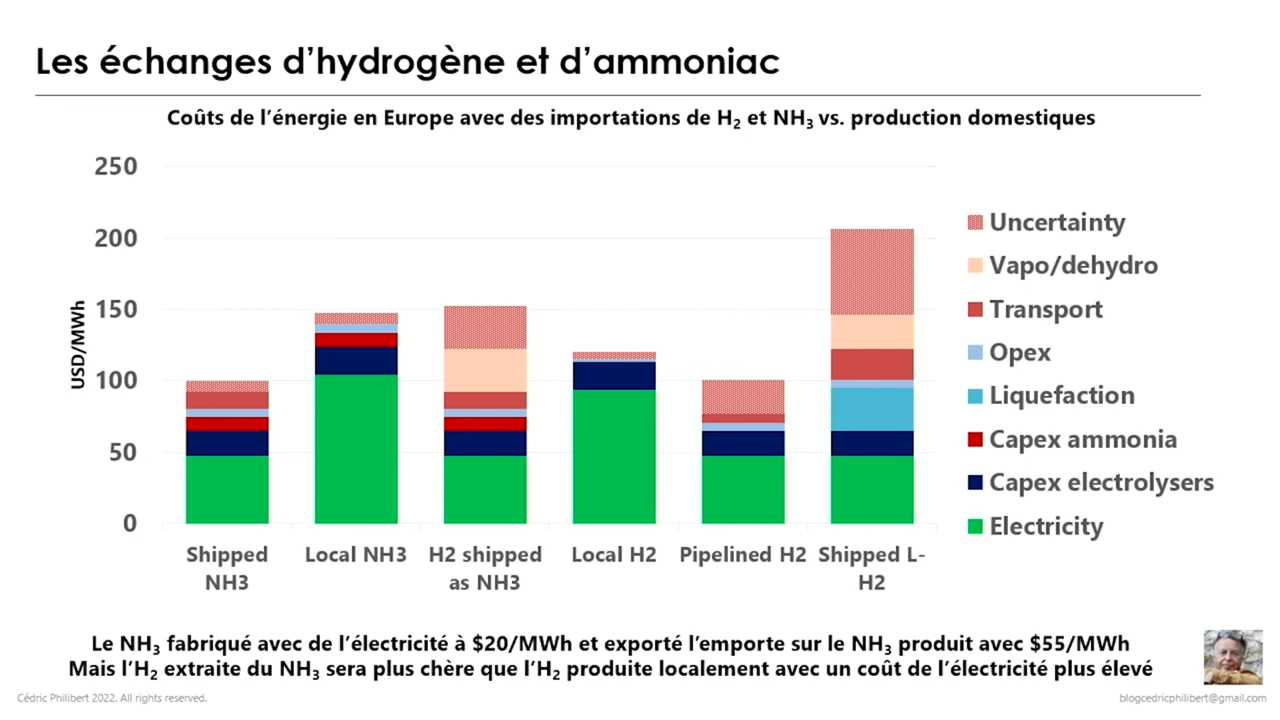 Les échanges d’hydrogène et d’ammoniac
Coûts de l’énergie en Europe avec des importations de H₂ et NH₃ vs. production domestiques
250
200
150
100
50
0
USD/MWh
Shipped NH3
Local NH3
H2 shipped as NH3
Local H2
Pipelined H2
Shipped L-H2
Uncertainty
Vapo/dehydro
Transport
Opex
Liquefaction
Capex ammonia
Capex electrolysers
Electricity
Le NH₃ fabriqué avec de l’électricité à $20/MWh et exporté l’emporte sur le NH₃ produit avec $55/MWh
Mais l’H₂ extraite du NH₃ sera plus chère que l’H₂ produite localement avec un coût de l’électricité plus élevé
Cédric Philibert 2022. All rights reserved.
blogcedricphilibert@gmail.com